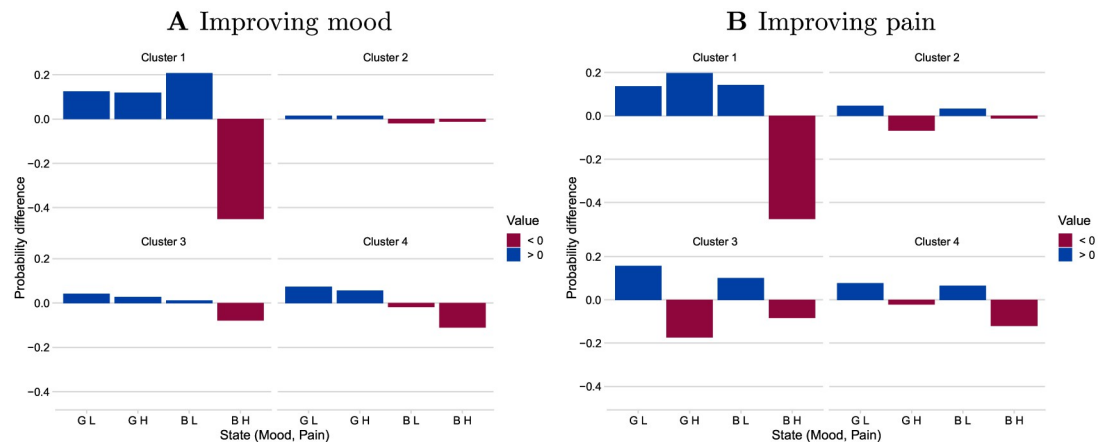 A Improving mood
Cluster 1
Cluster 2
0.2
0.0
−0.2
−0.4
Cluster 3
Cluster 4
0.2
0.0
−0.2
−0.4
G L
G H
B L
B H
G L
G H
B L
B H
State (Mood, Pain)
Probability difference
Value
< 0
> 0
B Improving pain
Cluster 1
Cluster 2
0.2
0.0
−0.2
−0.4
Cluster 3
Cluster 4
0.2
0.0
−0.2
−0.4
G L
G H
B L
B H
G L
G H
B L
B H
State (Mood, Pain)
Probability difference
Value
< 0
> 0